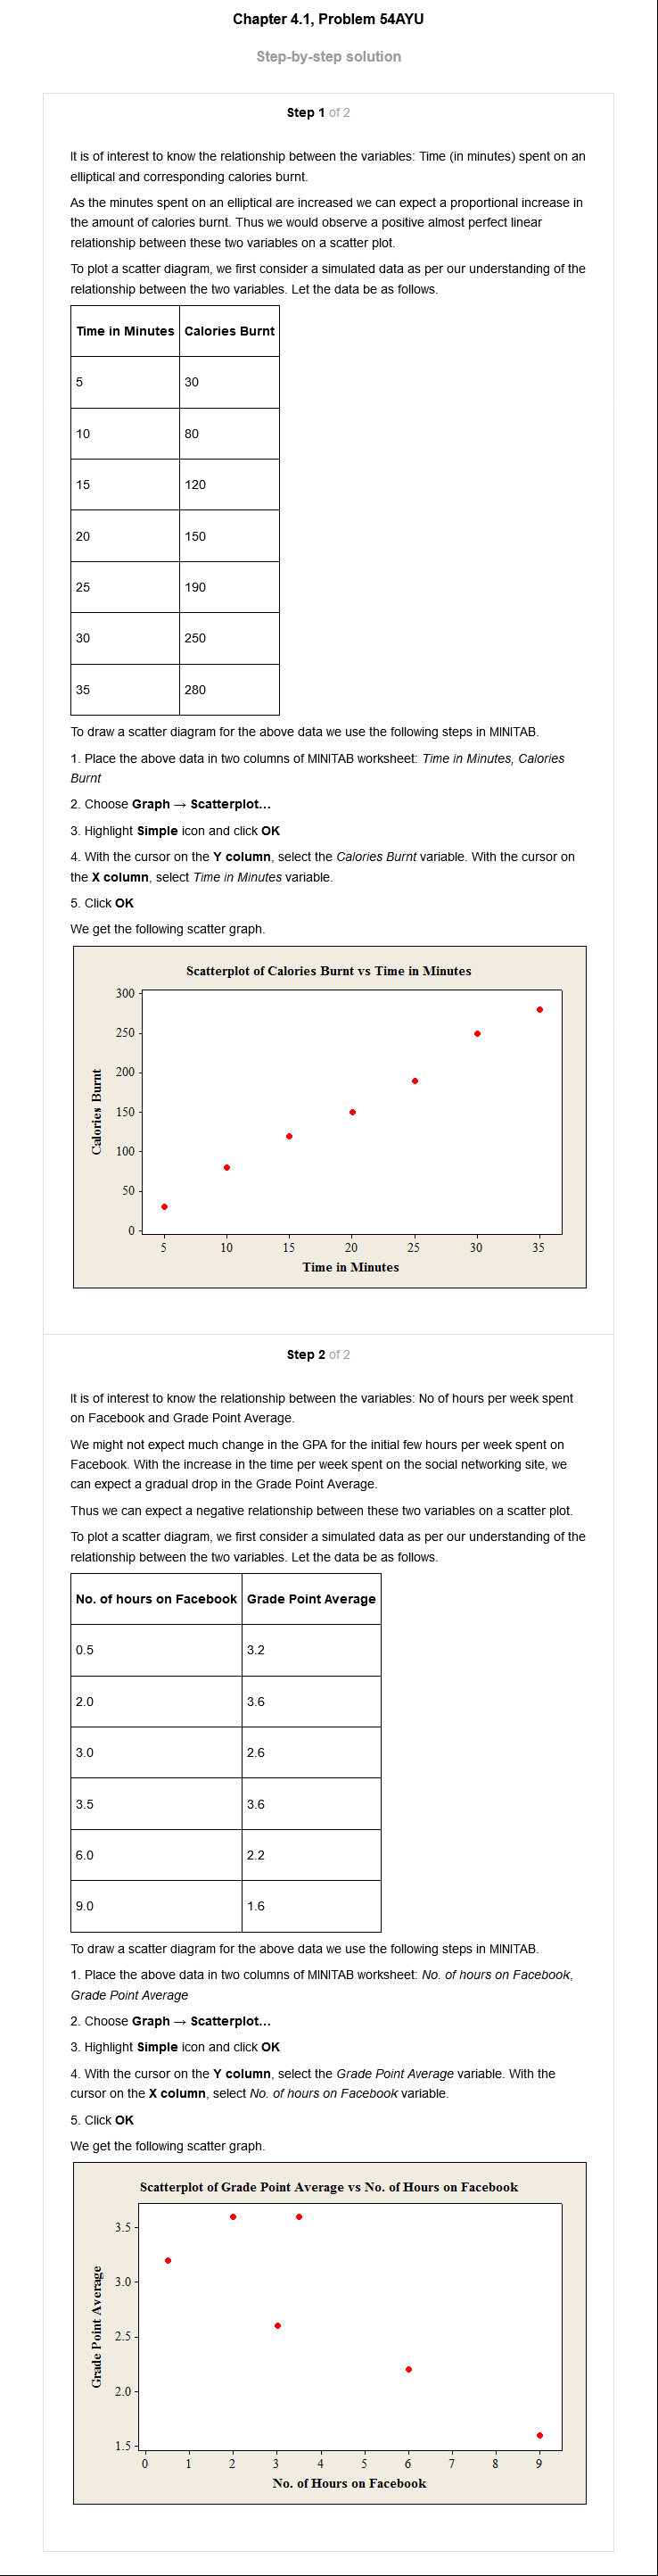 Chapter 4.1, Problem 54AYU
Step-by-step solution
Step 1 of 2
It is of interest to know the relationship between the variables: Time (in minutes) spent on an
elliptical and corresponding calories burnt.
As the minutes spent on an elliptical are increased we can expect a proportional increase in
the amount of calories burnt. Thus we would observe a positive almost perfect linear
relationship between these two variables on a scatter plot.
To plot a scatter diagram, we first consider a simulated data as per our understanding of the
relationship between the two variables. Let the data be as follows.
Time in Minutes Calories Burnt
5 30
10 80
15 120
20 150
25 190
30 250
35 280
To draw a scatter diagram for the above data we use the following steps in MINITAB.
1. Place the above data in two columns of MINITAB worksheet: Time in Minutes, Calories
Burnt
2. Choose Graph → Scatterplot...
3. Highlight Simple icon and click OK
4. With the cursor on the Y column, select the Calories Burnt variable. With the cursor on
the X column, select Time in Minutes variable.
5. Click OK
We get the following scatter graph.
Scatterplot of Calories Burnt vs Time in Minutes
300
250
200
150
100
50
0
Calories Burnt
5 10 15 20 25 30 35
Time in Minutes
Step 2 of 2
It is of interest to know the relationship between the variables: No of hours per week spent
on Facebook and Grade Point Average.
We might not expect much change in the GPA for the initial few hours per week spent on
Facebook. With the increase in the time per week spent on the social networking site, we
can expect a gradual drop in the Grade Point Average.
Thus we can expect a negative relationship between these two variables on a scatter plot.
To plot a scatter diagram, we first consider a simulated data as per our understanding of the
relationship between the two variables. Let the data be as follows.
No. of hours on Facebook Grade Point Average
0.5 3.2
2.0 3.6
3.0 2.6
3.5 3.6
6.0 2.2
9.0 1.6
To draw a scatter diagram for the above data we use the following steps in MINITAB.
1. Place the above data in two columns of MINITAB worksheet: No. of hours on Facebook,
Grade Point Average
2. Choose Graph → Scatterplot...
3. Highlight Simple icon and click OK
4. With the cursor on the Y column, select the Grade Point Average variable. With the
cursor on the X column, select No. of hours on Facebook variable.
5. Click OK
We get the following scatter graph.
Scatterplot of Grade Point Average vs No. of Hours on Facebook
3.5
3.0
2.5
2.0
1.5
Grade Point Average
0 1 2 3 4 5 6 7 8 9
No. of Hours on Facebook